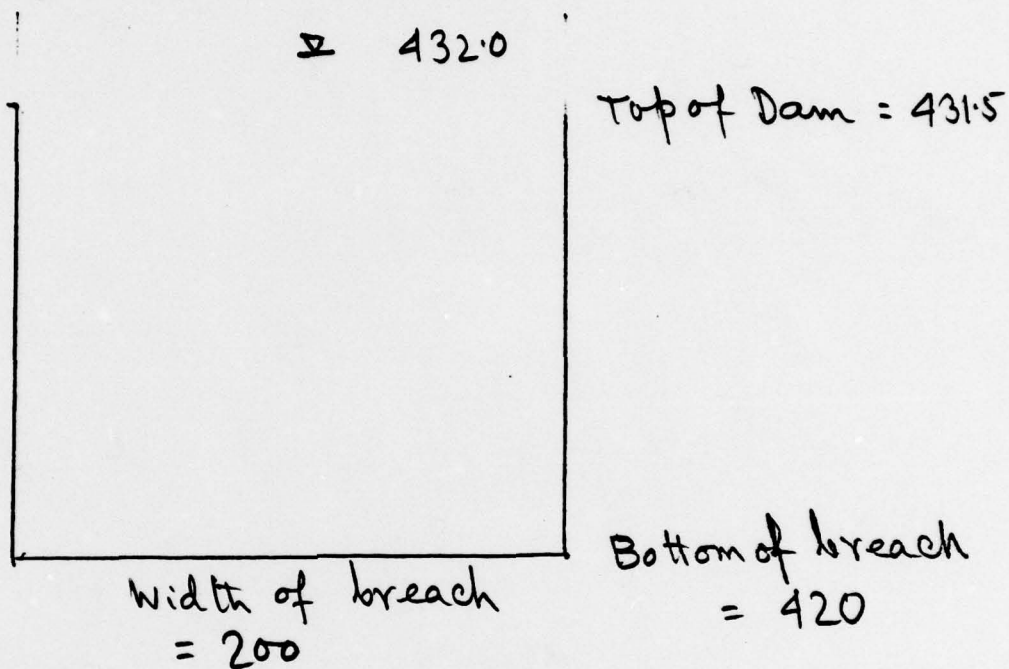 432.0
Top of Dam = 431.5
Bottom of breach
= 420
Width of breach
= 200